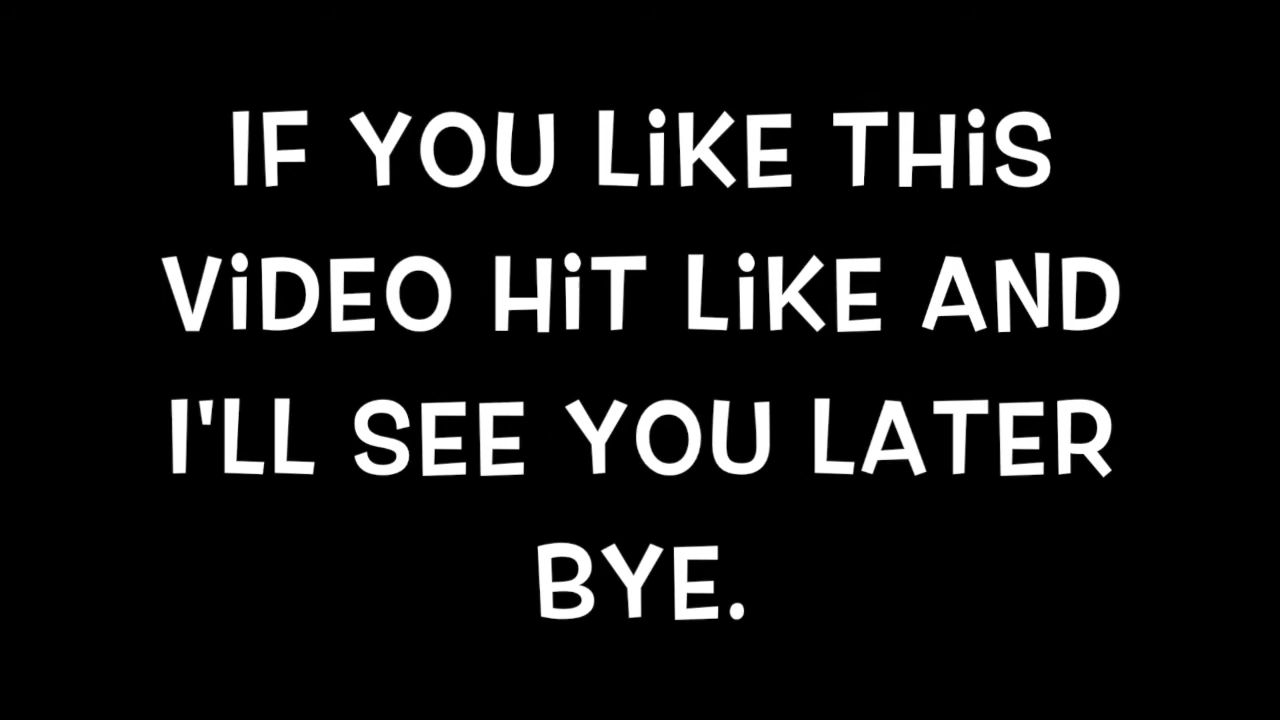 IF YOU LiKE THiS
ViDEO HiT LiKE AND
I'LL SEE YOU LATER
BYE.